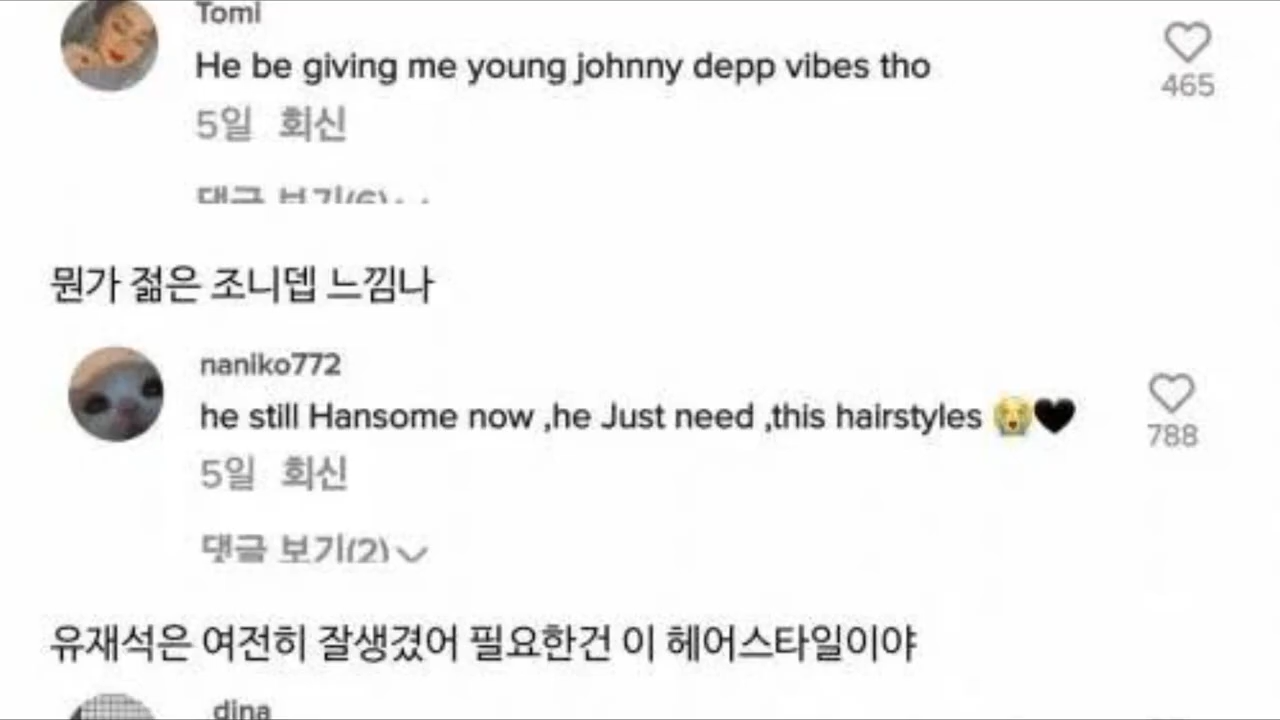 Tomi
He be giving me young johnny depp vibes tho
465
5일 회신
댓글 보기(6)
뭔가 젊은 조니뎁 느낌나
naniko772
he still Hansome now ,he Just need ,this hairstyles 😭🖤
788
5일 회신
댓글 보기(2)
유재석은 여전히 잘생겼어 필요한건 이 헤어스타일이야
dina